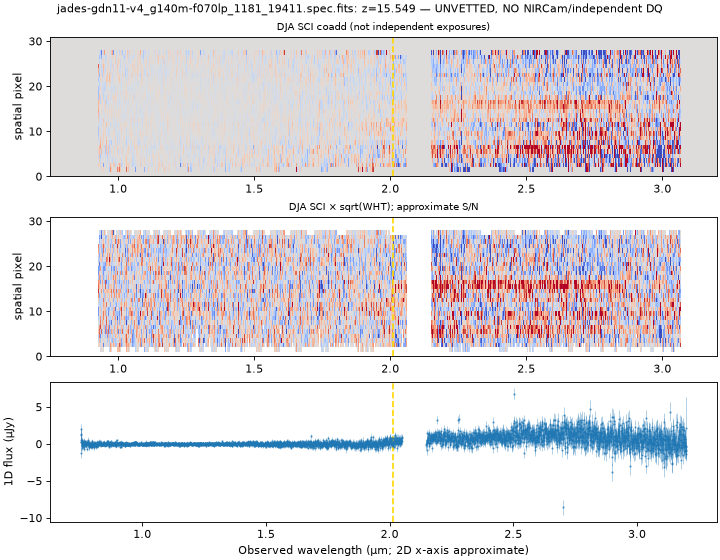 jades-gdn11-v4_g140m-f070lp_1181_19411.spec.fits: z=15.549 — UNVETTED, NO NIRCam/independent DQ
DJA SCI coadd (not independent exposures)
30
20
10
0
spatial pixel
1.0 1.5 2.0 2.5 3.0
DJA SCI × sqrt(WHT); approximate S/N
30
20
10
0
spatial pixel
1.0 1.5 2.0 2.5 3.0
5
0
−5
−10
1D flux (μJy)
1.0 1.5 2.0 2.5 3.0
Observed wavelength (μm; 2D x-axis approximate)